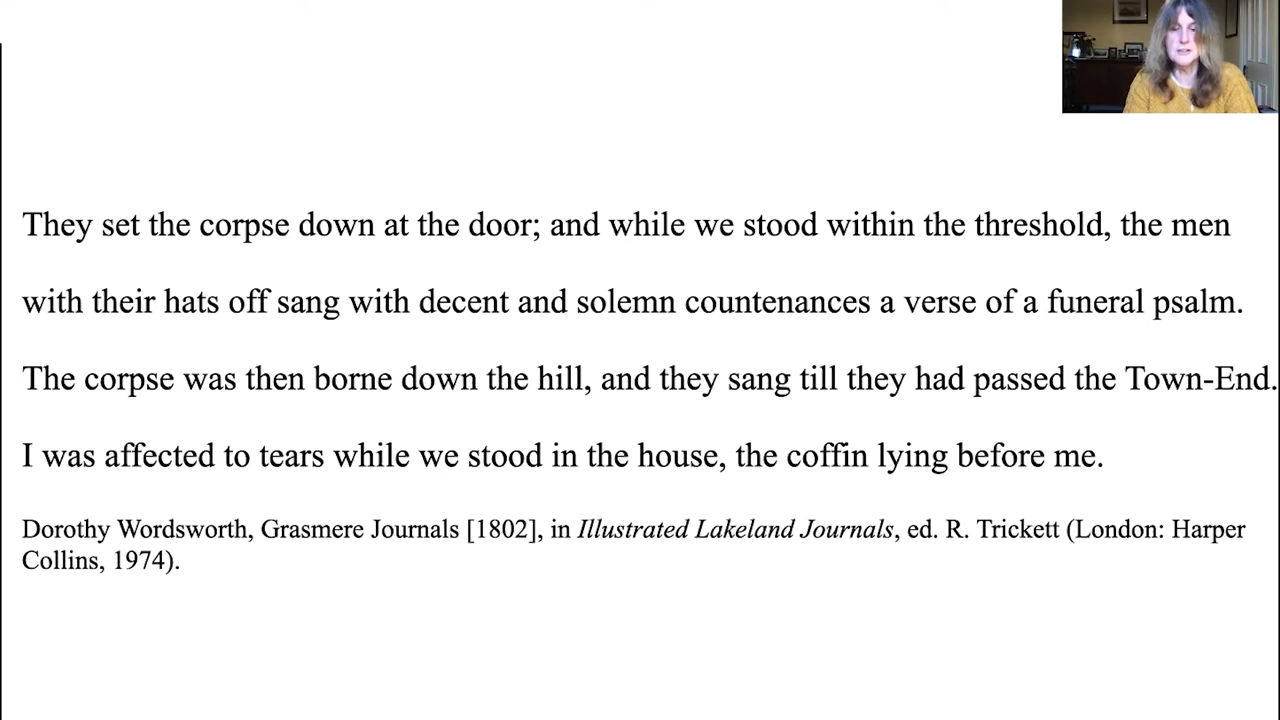 They set the corpse down at the door; and while we stood within the threshold, the men
with their hats off sang with decent and solemn countenances a verse of a funeral psalm.
The corpse was then borne down the hill, and they sang till they had passed the Town-End.
I was affected to tears while we stood in the house, the coffin lying before me.
Dorothy Wordsworth, Grasmere Journals [1802], in Illustrated Lakeland Journals, ed. R. Trickett (London: Harper
Collins, 1974).